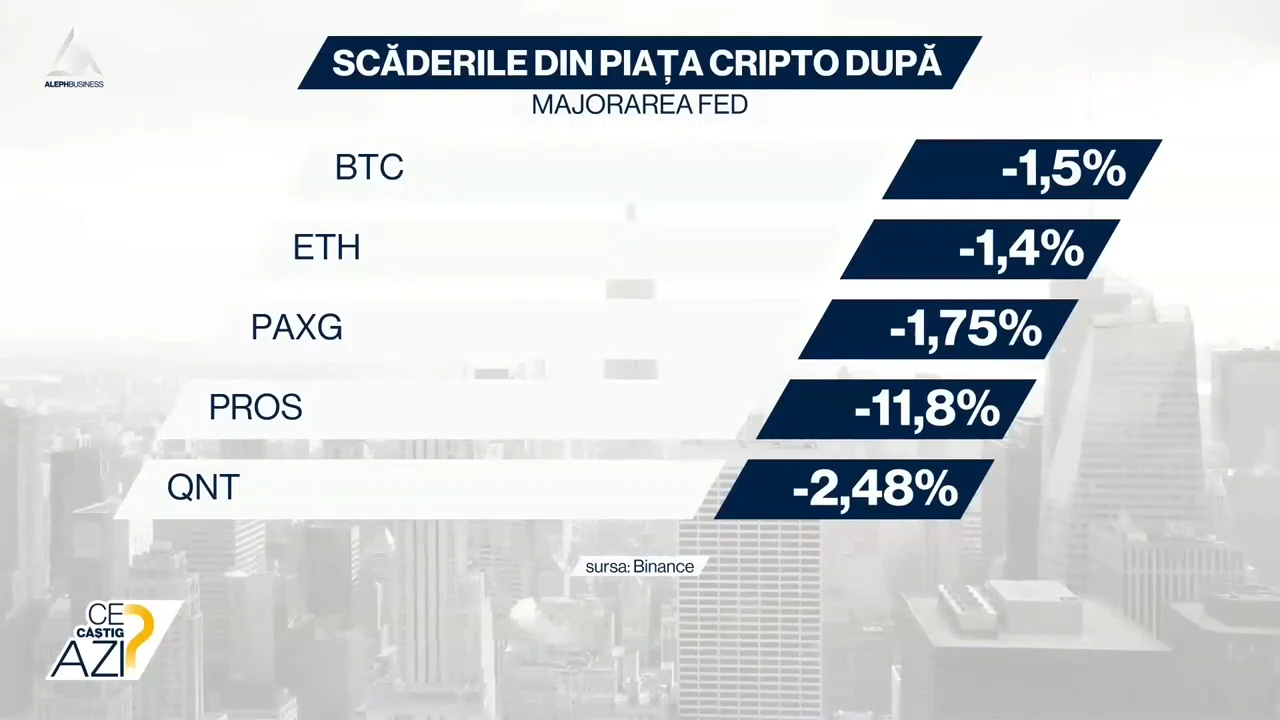 ALEPHBUSINESS
SCĂDERILE DIN PIAȚA CRIPTO DUPĂ
MAJORAREA FED
BTC -1,5%
ETH -1,4%
PAXG -1,75%
PROS -11,8%
QNT -2,48%
sursa: Binance
CE
CÂȘTIG
AZI?